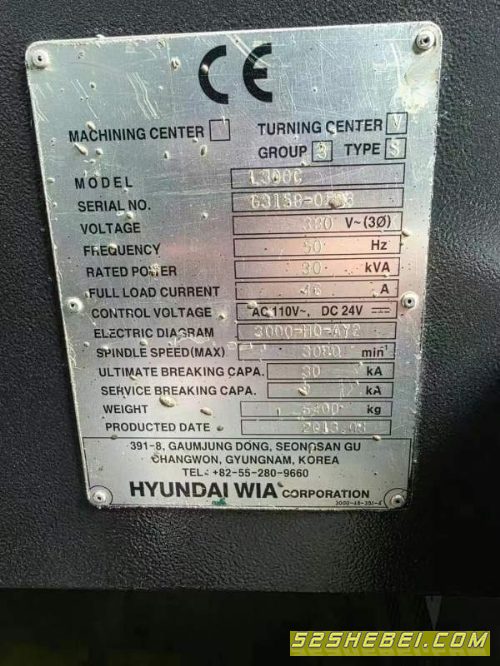 CE
MACHINING CENTER TURNING CENTER V
GROUP 3 TYPE S
MODEL L300C
SERIAL NO.
VOLTAGE 380 V~(3Ø)
FREQUENCY 50 Hz
RATED POWER kVA
FULL LOAD CURRENT A
CONTROL VOLTAGE AC 110V~, DC 24V
ELECTRIC DIAGRAM
SPINDLE SPEED(MAX) min⁻¹
ULTIMATE BREAKING CAPA. 30 kA
SERVICE BREAKING CAPA. kA
WEIGHT kg
PRODUCTED DATE
391-8, GAUMJUNG DONG, SEONGSAN GU
CHANGWON, GYUNGNAM, KOREA
TEL: +82-55-280-9660
HYUNDAI WIA CORPORATION
52SHEBEI.COM